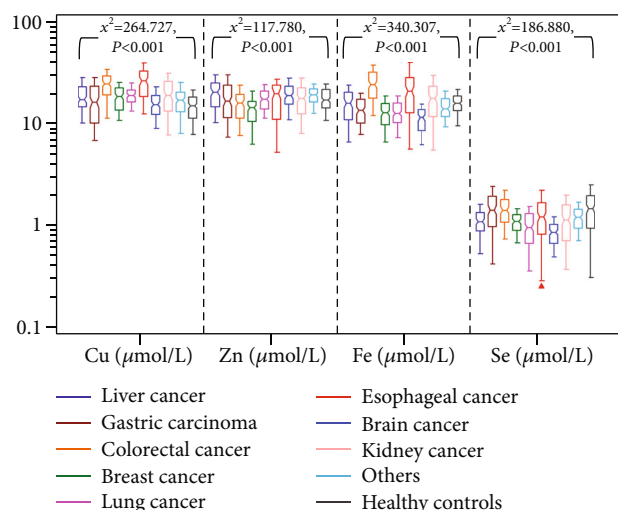 100
10
1
0.1
x²=264.727,
P<0.001
x²=117.780,
P<0.001
x²=340.307,
P<0.001
x²=186.880,
P<0.001
Cu (μmol/L)
Zn (μmol/L)
Fe (μmol/L)
Se (μmol/L)
Liver cancer
Gastric carcinoma
Colorectal cancer
Breast cancer
Lung cancer
Esophageal cancer
Brain cancer
Kidney cancer
Others
Healthy controls